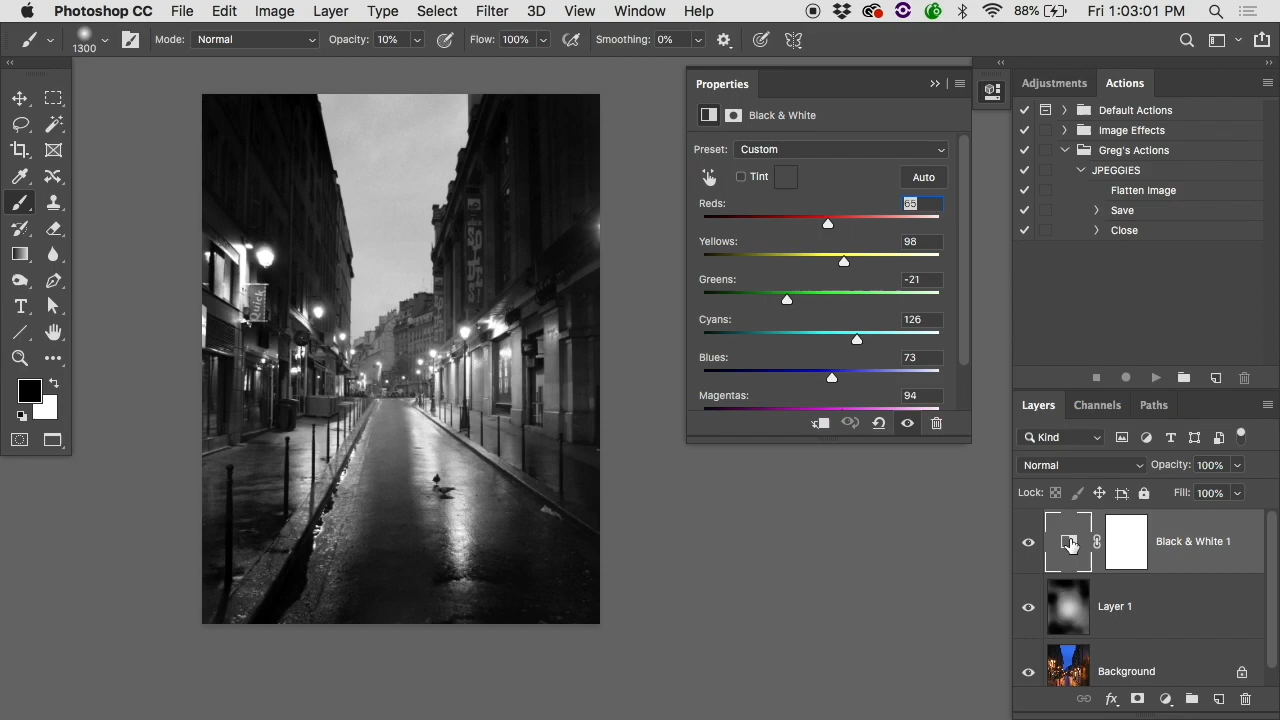 Photoshop CC File Edit Image Layer Type Select Filter 3D View Window Help 88% Fri 1:03:01 PM
1300 Mode: Normal Opacity: 10% Flow: 100% Smoothing: 0%
Properties
Black & White
Preset: Custom
Tint Auto
Reds: 65
Yellows: 98
Greens: -21
Cyans: 126
Blues: 73
Magentas: 94
Adjustments Actions
Default Actions
Image Effects
Greg's Actions
JPEGGIES
Flatten Image
Save
Close
Layers Channels Paths
Kind
Normal Opacity: 100%
Lock: Fill: 100%
Black & White 1
Layer 1
Background
Quick